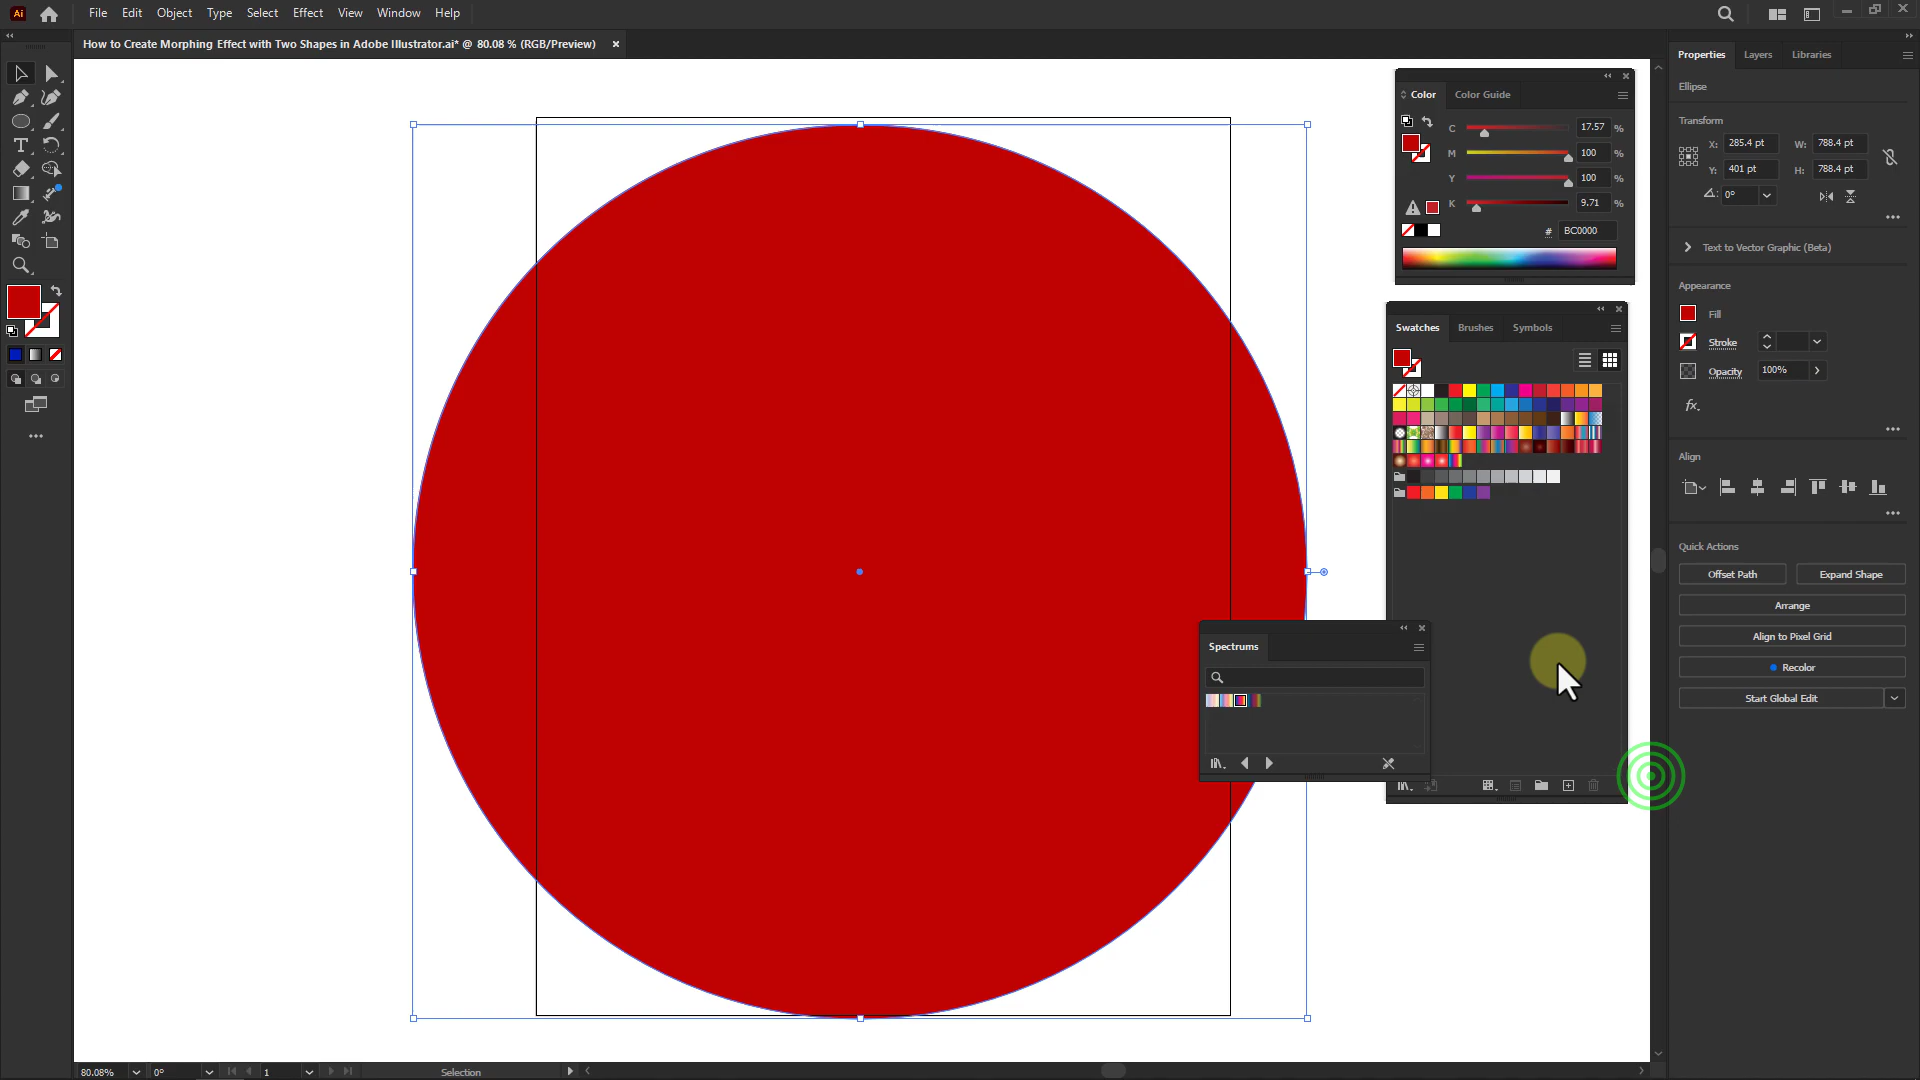 Ai File Edit Object Type Select Effect View Window Help
How to Create Morphing Effect with Two Shapes in Adobe Illustrator.ai* @ 80.08 % (RGB/Preview) ×
Color Color Guide
C 17.57 %
M 100 %
Y 100 %
K 9.71 %
# BC0000
Swatches Brushes Symbols
Spectrums
Properties Layers Libraries
Ellipse
Transform
X: 285.4 pt W: 788.4 pt
Y: 401 pt H: 788.4 pt
0°
Text to Vector Graphic (Beta)
Appearance
Fill
Stroke
Opacity 100%
fx.
Align
Quick Actions
Offset Path Expand Shape
Arrange
Align to Pixel Grid
Recolor
Start Global Edit
T
80.08% 0° 1 Selection